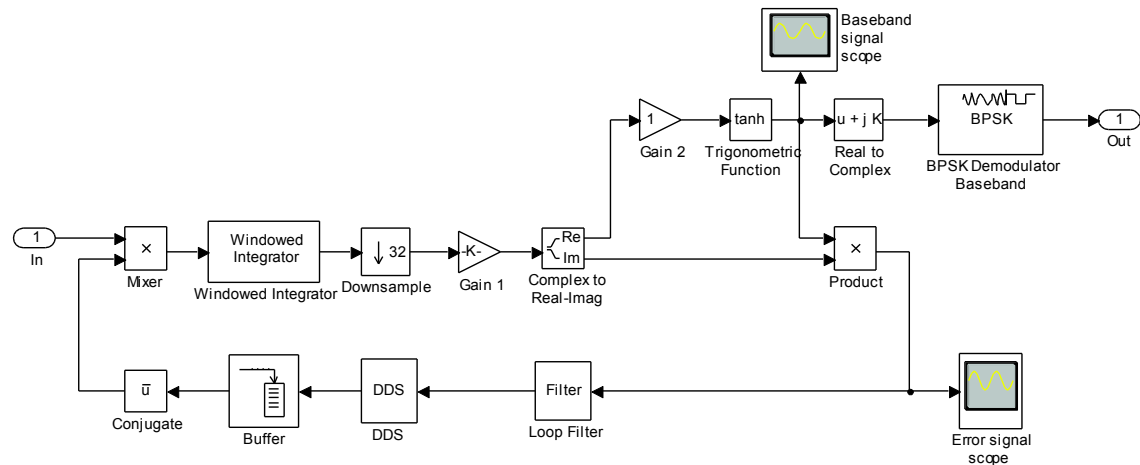 Baseband
signal
scope
1
Gain 2
tanh
Trigonometric
Function
u + j K
Real to
Complex
BPSK
BPSK Demodulator
Baseband
1
Out
1
In
×
Mixer
Windowed
Integrator
Windowed Integrator
↓ 32
Downsample
-K-
Gain 1
Re
Im
Complex to
Real-Imag
×
Product
u̅
Conjugate
Buffer
DDS
DDS
Filter
Loop Filter
Error signal
scope